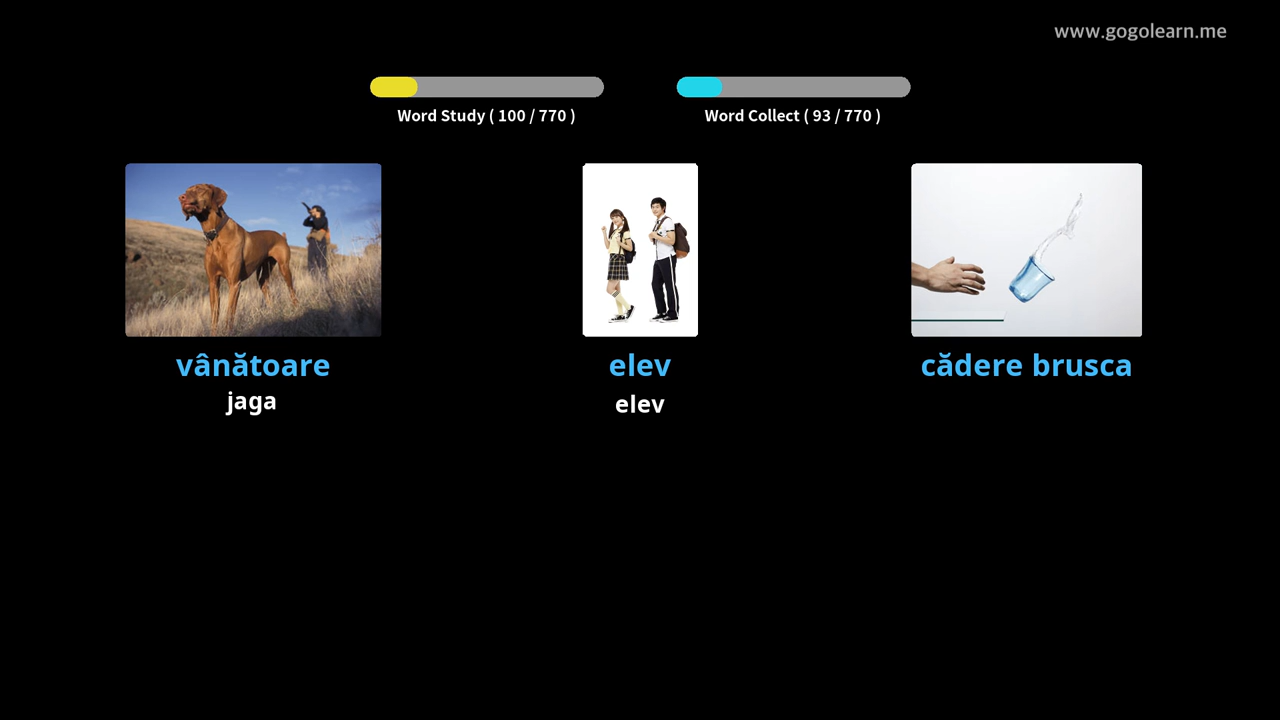 www.gogolearn.me
Word Study ( 100 / 770 )
Word Collect ( 93 / 770 )
vânătoare
jaga
elev
elev
cădere brusca